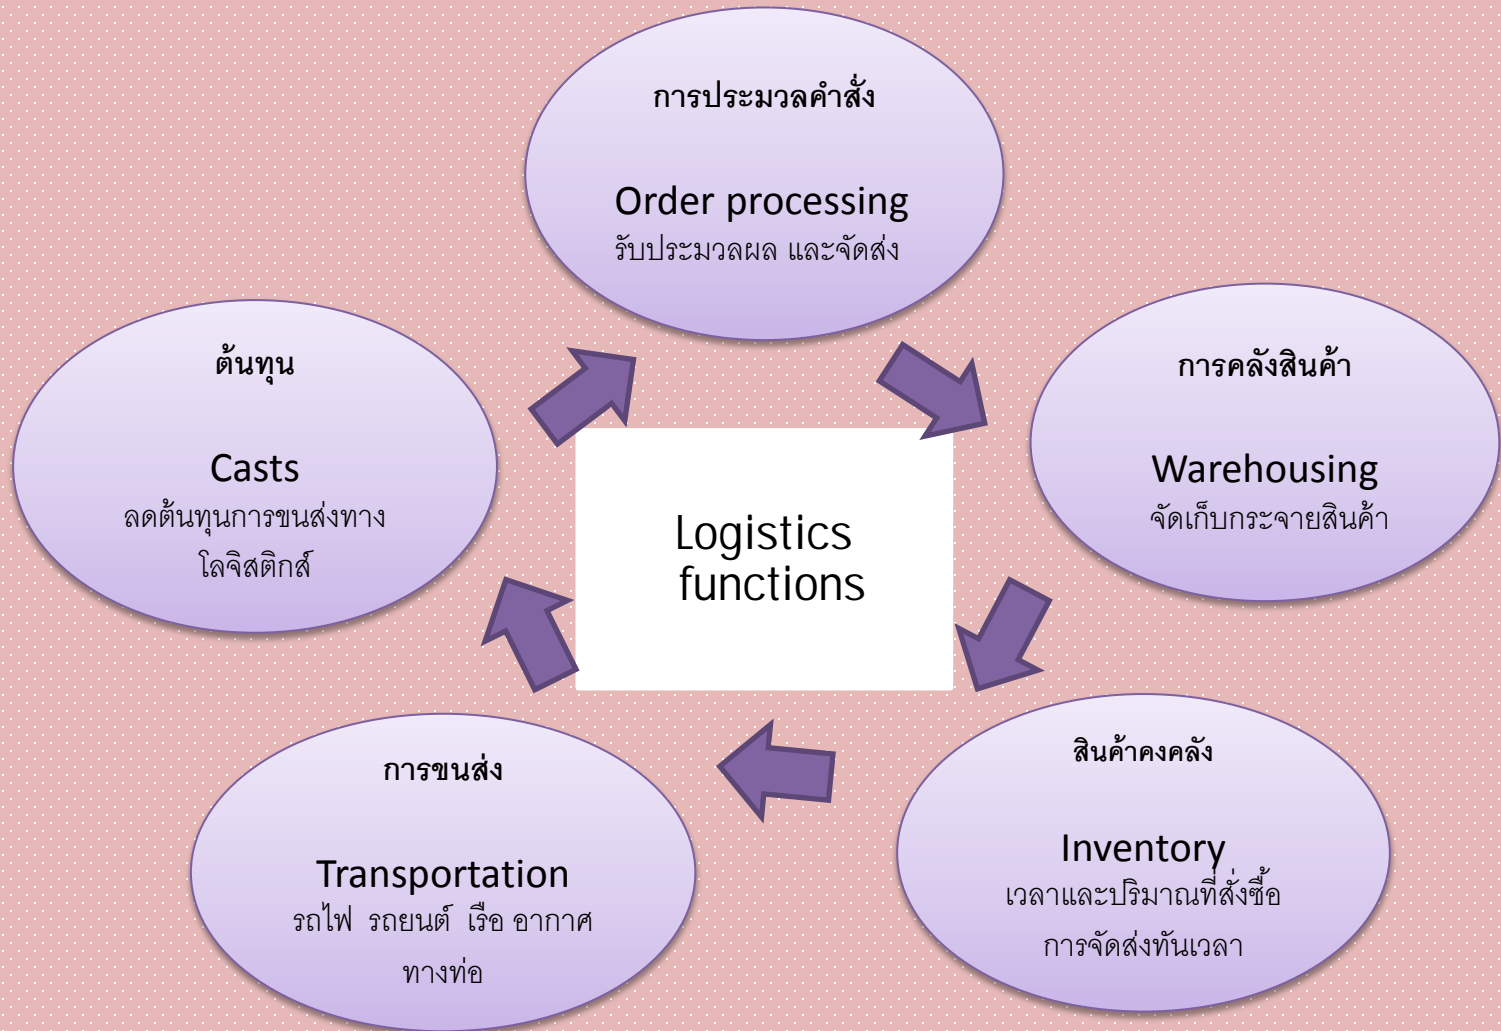 การประมวลคำสั่ง
Order processing
รับประมวลผล และจัดส่ง
ต้นทุน
Casts
ลดต้นทุนการขนส่งทาง
โลจิสติกส์
การคลังสินค้า
Warehousing
จัดเก็บกระจายสินค้า
Logistics
functions
การขนส่ง
Transportation
รถไฟ รถยนต์ เรือ อากาศ
ทางท่อ
สินค้าคงคลัง
Inventory
เวลาและปริมาณที่สั่งซื้อ
การจัดส่งทันเวลา